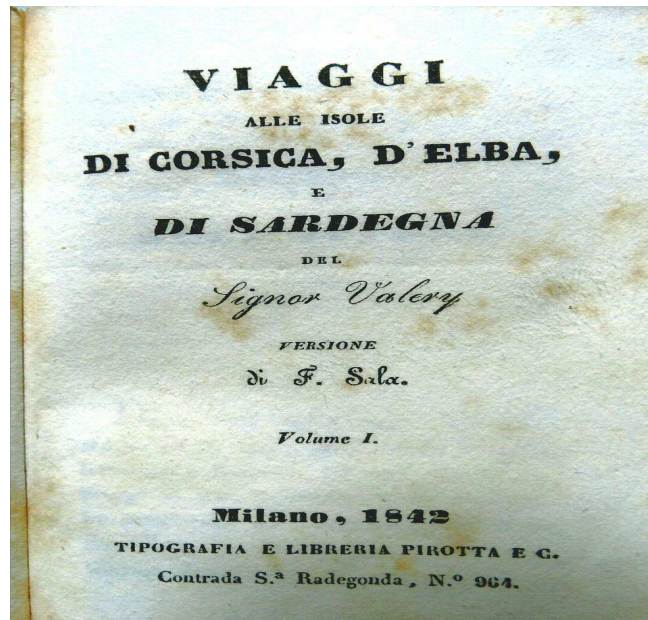 VIAGGI
ALLE ISOLE
DI CORSICA, D'ELBA,
E
DI SARDEGNA
DEL
Signor Valery
VERSIONE
di F. Sala.
Volume I.
Milano, 1842
TIPOGRAFIA E LIBRERIA PIROTTA E C.
Contrada S.ª Radegonda, N.º 964.